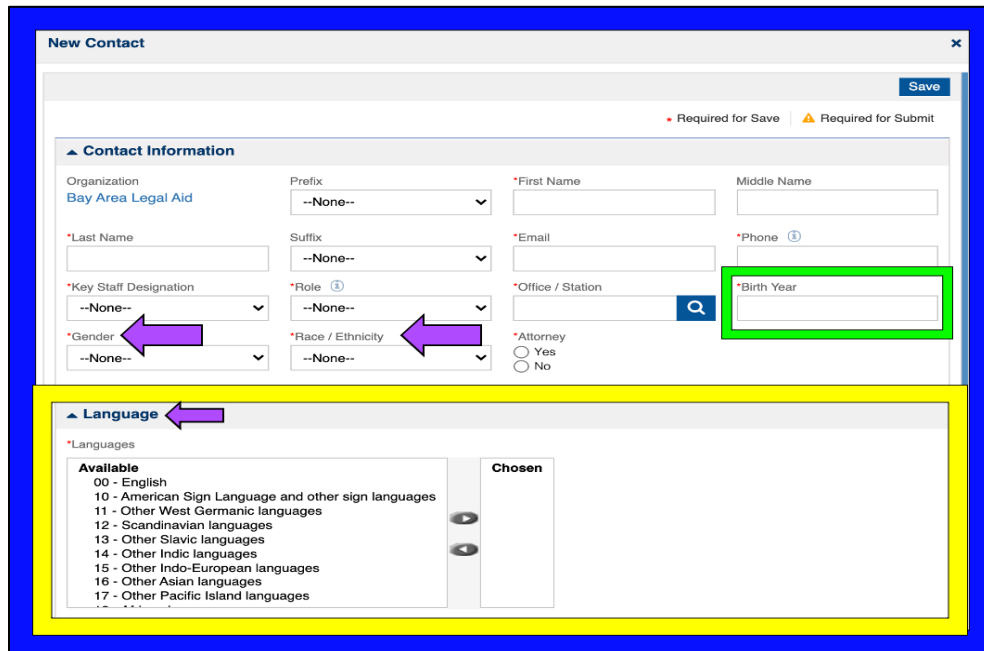 New Contact ×
Save
* Required for Save Required for Submit
Contact Information
Organization Prefix *First Name Middle Name
Bay Area Legal Aid --None--
*Last Name Suffix *Email *Phone
--None--
*Key Staff Designation *Role *Office / Station *Birth Year
--None-- --None--
*Gender *Race / Ethnicity *Attorney
--None-- --None-- Yes
No
Language
*Languages
Available Chosen
00 - English
10 - American Sign Language and other sign languages
11 - Other West Germanic languages
12 - Scandinavian languages
13 - Other Slavic languages
14 - Other Indic languages
15 - Other Indo-European languages
16 - Other Asian languages
17 - Other Pacific Island languages